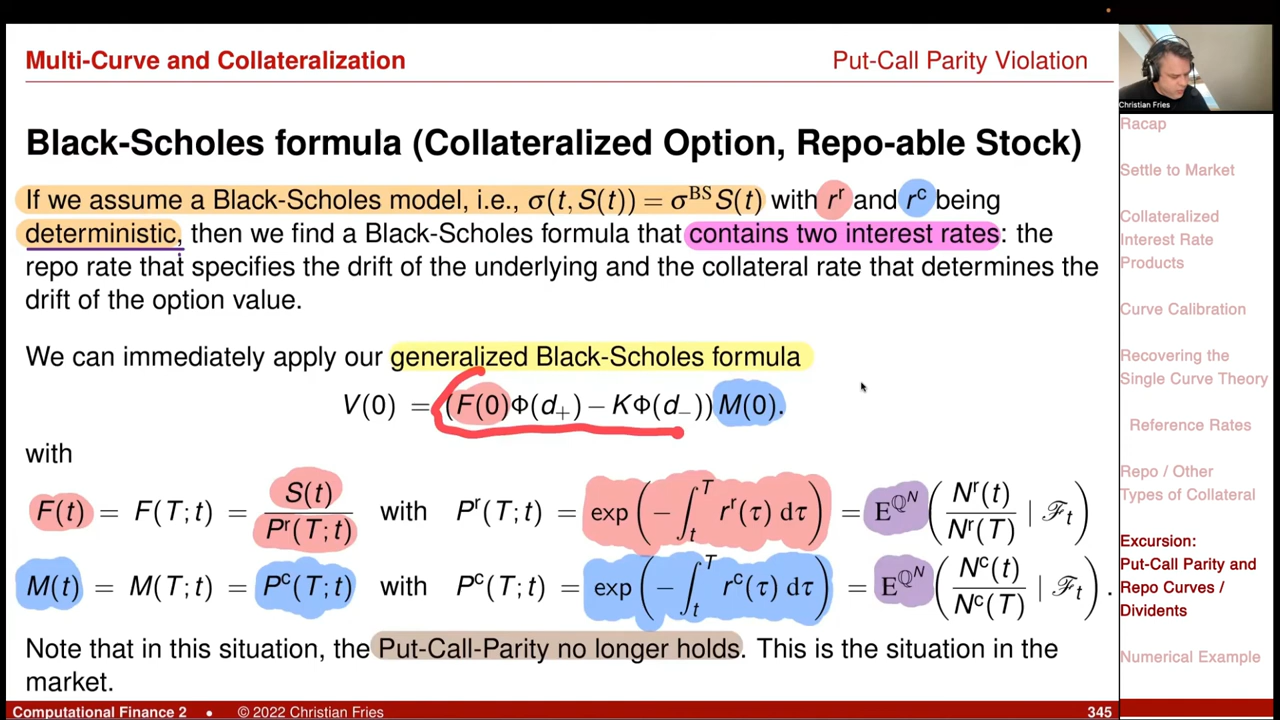 Multi-Curve and Collateralization
Put-Call Parity Violation
Christian Fries
Black-Scholes formula (Collateralized Option, Repo-able Stock)
If we assume a Black-Scholes model, i.e., σ(t, S(t)) = σ^BS S(t) with r^r and r^c being
deterministic, then we find a Black-Scholes formula that contains two interest rates: the
repo rate that specifies the drift of the underlying and the collateral rate that determines the
drift of the option value.
We can immediately apply our generalized Black-Scholes formula
V(0) = (F(0)Φ(d₊) − KΦ(d₋))M(0).
with
F(t) = F(T;t) = S(t)/P^r(T;t) with P^r(T;t) = exp(−∫_t^T r^r(τ) dτ) = E^{ℚ^N}(N^r(t)/N^r(T) | ℱ_t)
M(t) = M(T;t) = P^c(T;t) with P^c(T;t) = exp(−∫_t^T r^c(τ) dτ) = E^{ℚ^N}(N^c(t)/N^c(T) | ℱ_t).
Note that in this situation, the Put-Call-Parity no longer holds. This is the situation in the
market.
Racap
Settle to Market
Collateralized
Interest Rate
Products
Curve Calibration
Recovering the
Single Curve Theory
Reference Rates
Repo / Other
Types of Collateral
Excursion:
Put-Call Parity and
Repo Curves /
Dividents
Numerical Example
Computational Finance 2 • © 2022 Christian Fries
345